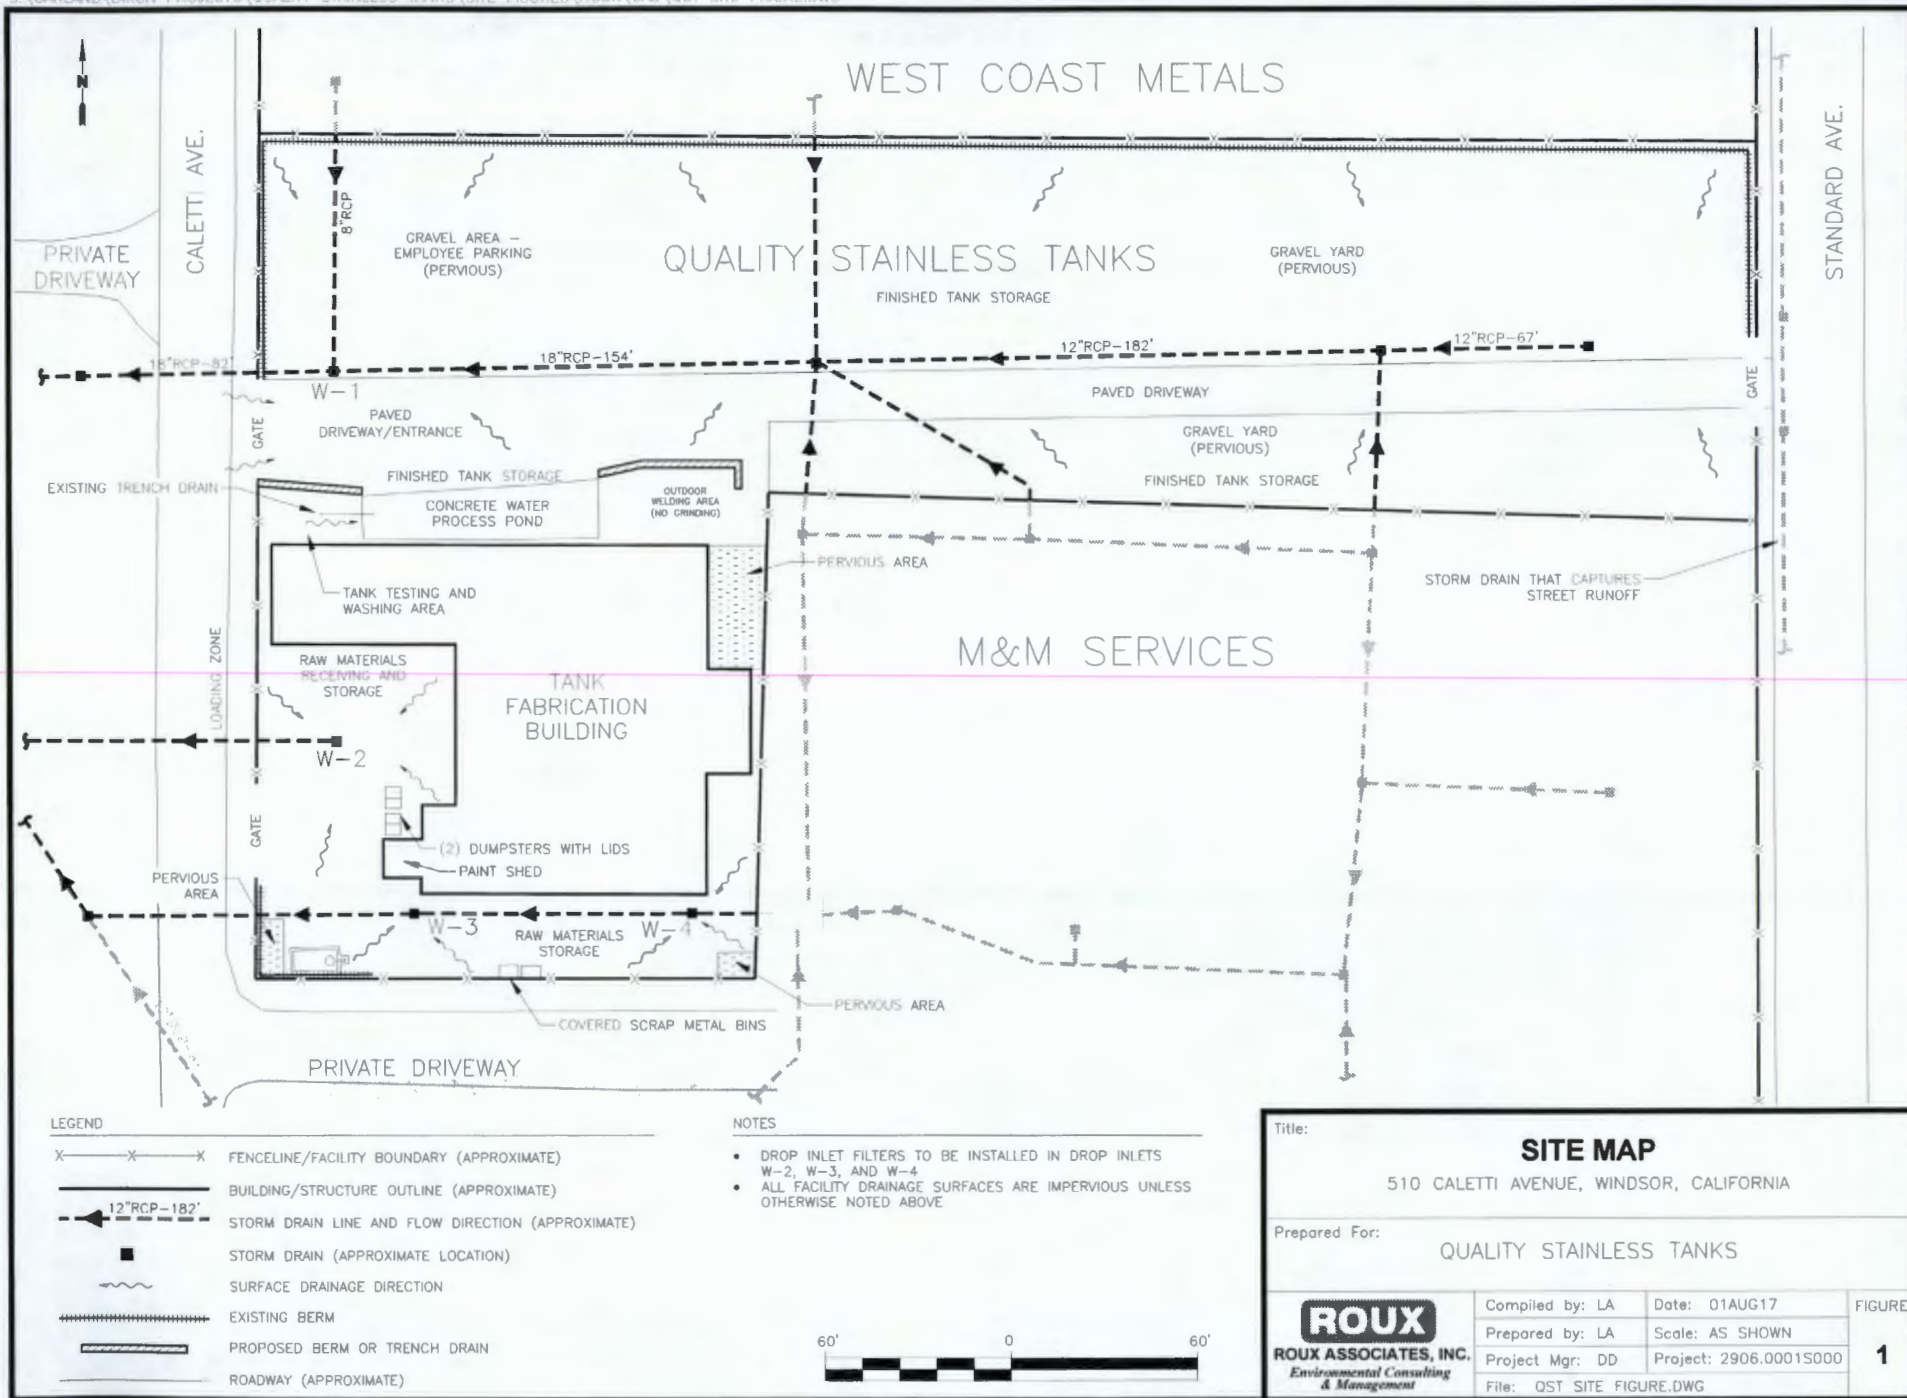 N
WEST COAST METALS
CALETTI AVE.
STANDARD AVE.
PRIVATE
DRIVEWAY
8"RCP
GRAVEL AREA –
EMPLOYEE PARKING
(PERVIOUS)
QUALITY STAINLESS TANKS
FINISHED TANK STORAGE
GRAVEL YARD
(PERVIOUS)
18"RCP-82'
18"RCP-154'
12"RCP-182'
12"RCP-67'
W-1
PAVED
DRIVEWAY/ENTRANCE
PAVED DRIVEWAY
GATE
GATE
GRAVEL YARD
(PERVIOUS)
FINISHED TANK STORAGE
EXISTING TRENCH DRAIN
FINISHED TANK STORAGE
CONCRETE WATER
PROCESS POND
OUTDOOR
WELDING AREA
(NO GRINDING)
PERVIOUS AREA
TANK TESTING AND
WASHING AREA
STORM DRAIN THAT CAPTURES
STREET RUNOFF
LOADING ZONE
RAW MATERIALS
RECEIVING AND
STORAGE
TANK
FABRICATION
BUILDING
M&M SERVICES
W-2
GATE
(2) DUMPSTERS WITH LIDS
PAINT SHED
PERVIOUS
AREA
W-3
RAW MATERIALS
STORAGE
W-4
PERVIOUS AREA
COVERED SCRAP METAL BINS
PRIVATE DRIVEWAY
LEGEND
X X X FENCELINE/FACILITY BOUNDARY (APPROXIMATE)
BUILDING/STRUCTURE OUTLINE (APPROXIMATE)
12"RCP-182' STORM DRAIN LINE AND FLOW DIRECTION (APPROXIMATE)
STORM DRAIN (APPROXIMATE LOCATION)
SURFACE DRAINAGE DIRECTION
EXISTING BERM
PROPOSED BERM OR TRENCH DRAIN
ROADWAY (APPROXIMATE)
NOTES
• DROP INLET FILTERS TO BE INSTALLED IN DROP INLETS
W-2, W-3, AND W-4
• ALL FACILITY DRAINAGE SURFACES ARE IMPERVIOUS UNLESS
OTHERWISE NOTED ABOVE
60' 0 60'
Title:
SITE MAP
510 CALETTI AVENUE, WINDSOR, CALIFORNIA
Prepared For:
QUALITY STAINLESS TANKS
ROUX
ROUX ASSOCIATES, INC.
Environmental Consulting
& Management
Compiled by: LA
Date: 01AUG17
Prepared by: LA
Scale: AS SHOWN
Project Mgr: DD
Project: 2906.0001S000
File: QST SITE FIGURE.DWG
FIGURE
1